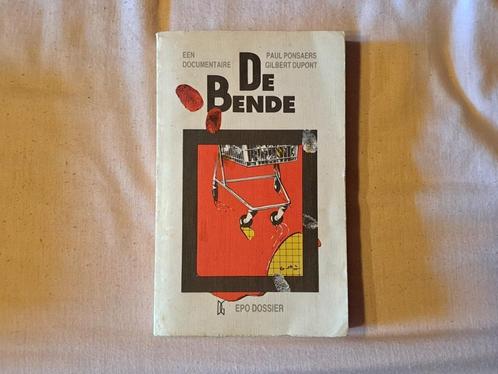 EEN
DOCUMENTAIRE
PAUL PONSAERS
GILBERT DUPONT
DE
BENDE
EPO DOSSIER